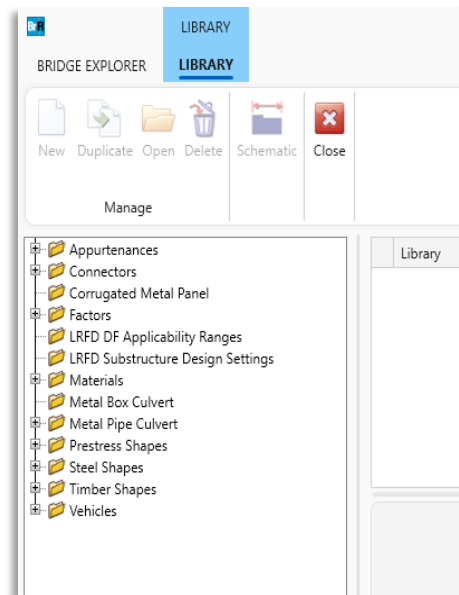 BrR
LIBRARY
BRIDGE EXPLORER LIBRARY
New Duplicate Open Delete Schematic Close
Manage
Appurtenances
Library
Connectors
Corrugated Metal Panel
Factors
LRFD DF Applicability Ranges
LRFD Substructure Design Settings
Materials
Metal Box Culvert
Metal Pipe Culvert
Prestress Shapes
Steel Shapes
Timber Shapes
Vehicles